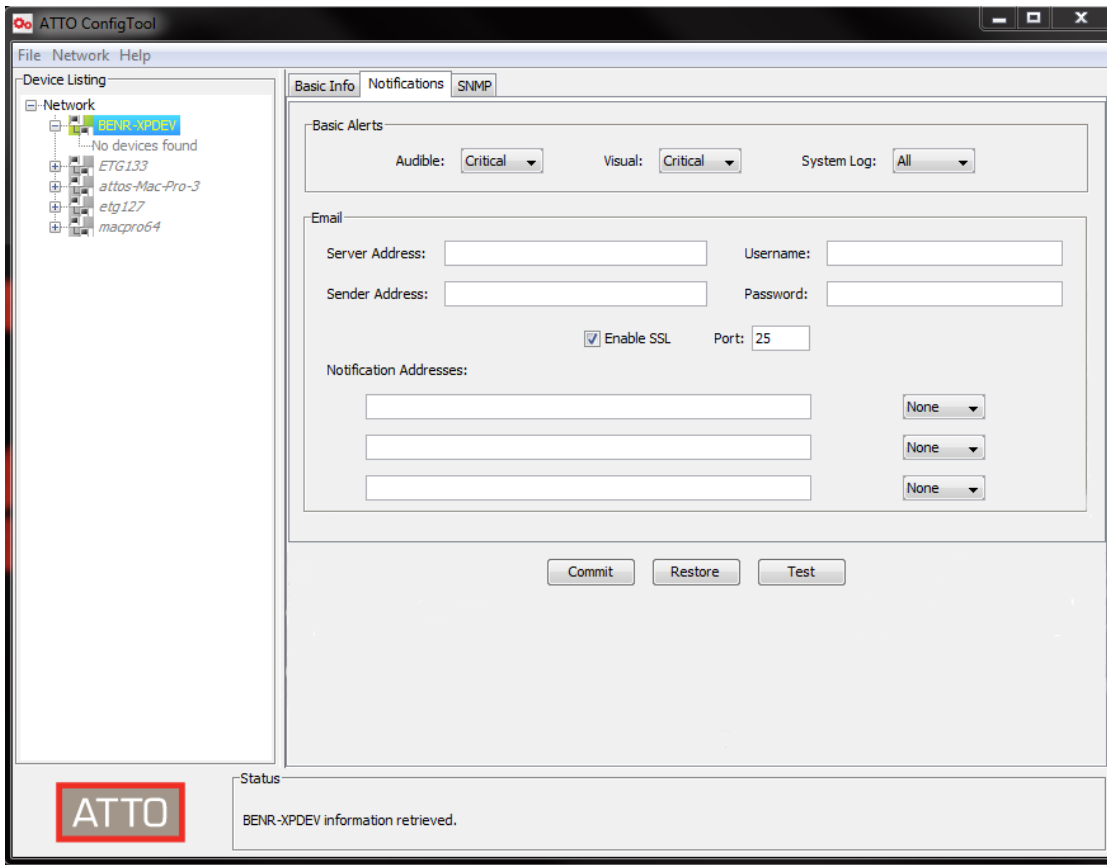 ATTO ConfigTool
File Network Help
Device Listing
Network
BENR-XPDEV
No devices found
ETG133
attos-Mac-Pro-3
etg127
macpro64
Basic Info Notifications SNMP
Basic Alerts
Audible: Critical Visual: Critical System Log: All
Email
Server Address: Username:
Sender Address: Password:
Enable SSL Port: 25
Notification Addresses:
None
None
None
Commit Restore Test
ATTO
Status
BENR-XPDEV information retrieved.